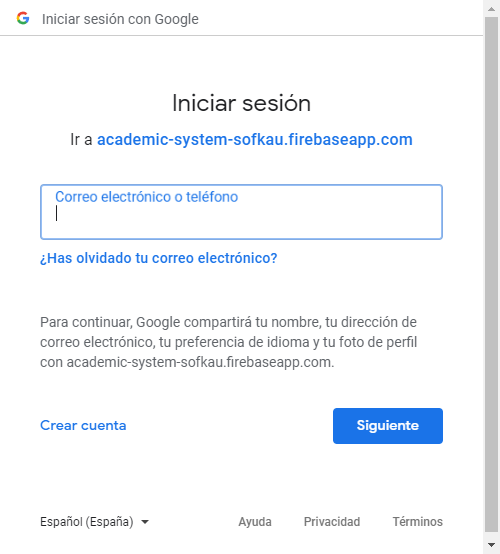 Iniciar sesión con Google
Iniciar sesión
Ir a academic-system-sofkau.firebaseapp.com
Correo electrónico o teléfono
¿Has olvidado tu correo electrónico?
Para continuar, Google compartirá tu nombre, tu dirección de
correo electrónico, tu preferencia de idioma y tu foto de perfil
con academic-system-sofkau.firebaseapp.com.
Crear cuenta Siguiente
Español (España) Ayuda Privacidad Términos